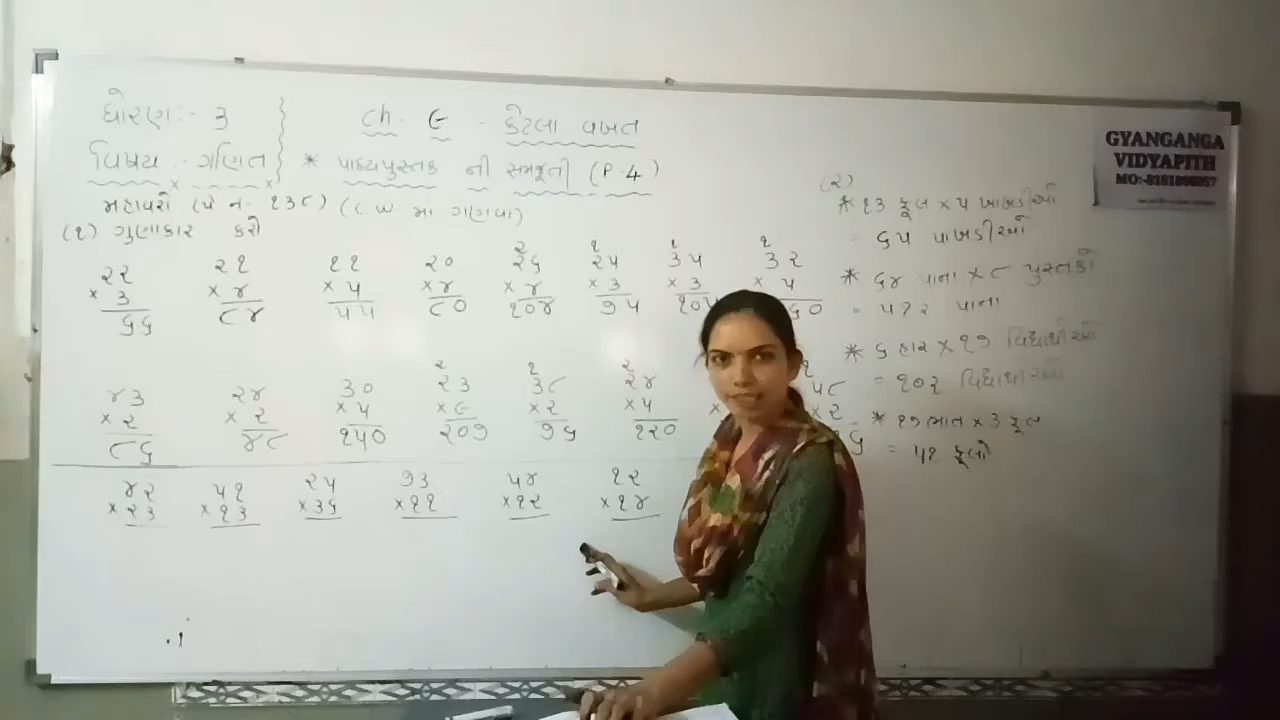 ધોરણ:- ૩
ch. ૯ - કેટલા વખત
વિષય :- ગણિત
* પાઠ્યપુસ્તક ની સમજૂતી (P. 4)
મહાવરો (પે નં- ૧૩૮) (C W મા ગણવા)
(૧) ગુણાકાર કરો
૨૨ ૨૧ ૧૧ ૨૦ ૨૬ ૨૫ ૩૫ ૩૨
× ૩ × ૪ × ૫ × ૪ × ૪ × ૩ × ૩ × ૫
૬૬ ૮૪ ૫૫ ૮૦ ૧૦૪ ૭૫ ૧૦૫ ૬૦
૪૩ ૨૪ ૩૦ ૨૩ ૩૮ ૨૪ ૫૮
× ૨ × ૨ × ૫ × ૯ × ૨ × ૫ × ૨
૮૬ ૪૮ ૧૫૦ ૨૦૭ ૭૬ ૧૨૦ ૬
૪૨ ૫૧ ૨૫ ૭૩ ૫૪ ૧૨
× ૨૩ × ૧૩ × ૩૬ × ૧૧ × ૧૨ × ૧૪
(૨)
* ૧૩ ફૂલ × ૫ પાંખડીઓ
= ૬૫ પાંખડીઓ
* ૬૪ પાના × ૮ પુસ્તકો
= ૫૧૨ પાના
* ૬ હાર × ૧૭ વિદ્યાર્થીઓ
= ૧૦૨ વિદ્યાર્થીઓ
* ૧૭ ભાત × ૩ ફૂલ
= ૫૧ ફૂલો
GYANGANGA
VIDYAPITH